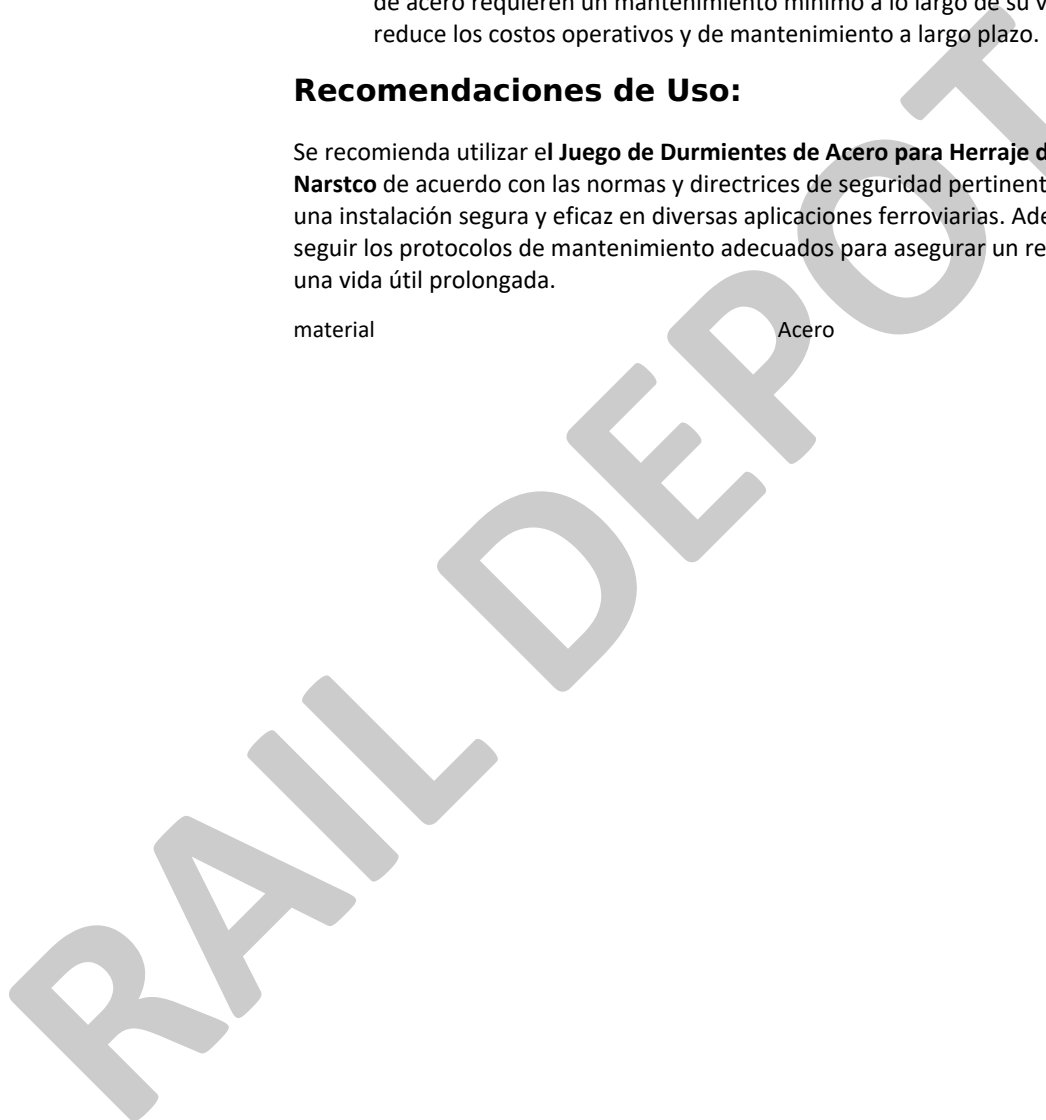 de acero requieren un mantenimiento mínimo a lo largo de su v
reduce los costos operativos y de mantenimiento a largo plazo.
Recomendaciones de Uso:
Se recomienda utilizar el Juego de Durmientes de Acero para Herraje d
Narstco de acuerdo con las normas y directrices de seguridad pertinent
una instalación segura y eficaz en diversas aplicaciones ferroviarias. Ade
seguir los protocolos de mantenimiento adecuados para asegurar un re
una vida útil prolongada.
material Acero
RAIL DEPOT